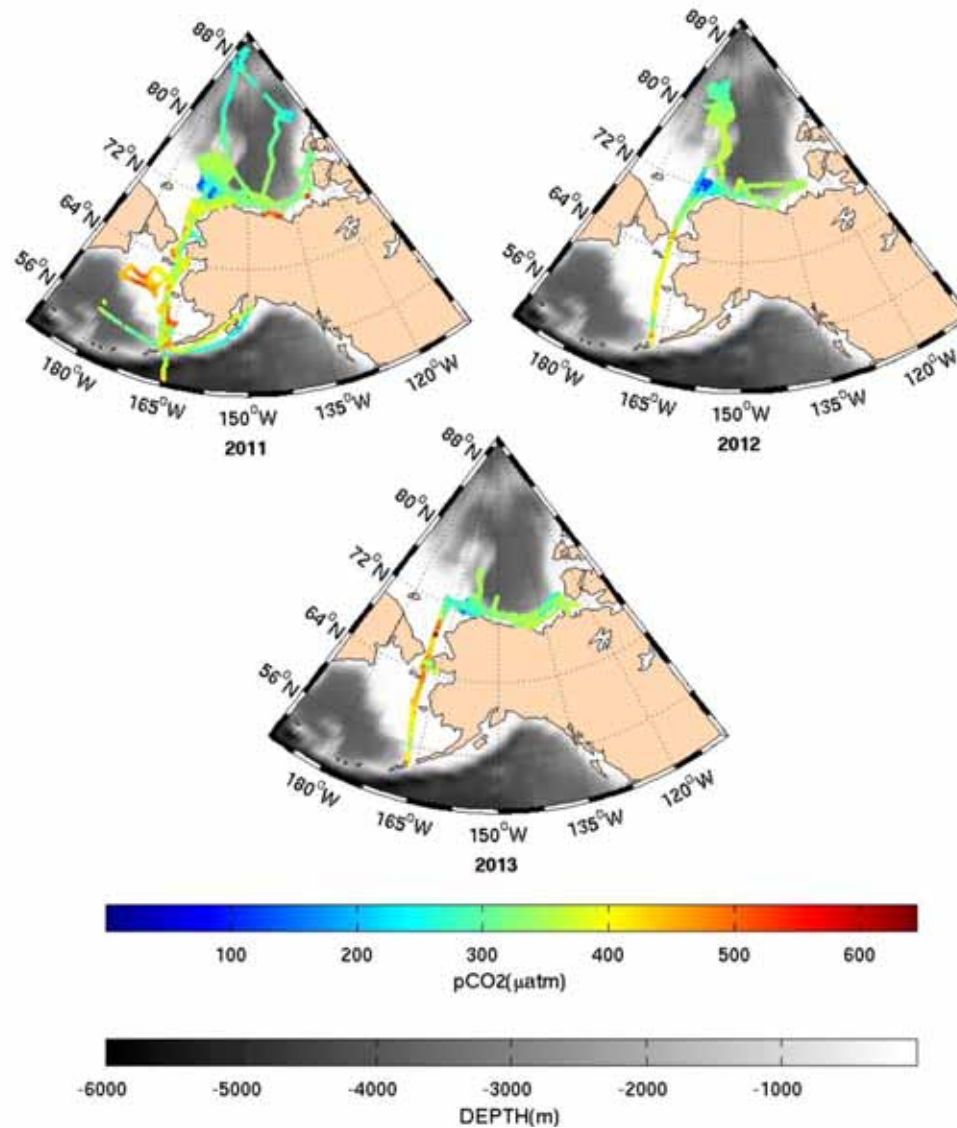 88°N
80°N
72°N
64°N
56°N
180°W
165°W
150°W
135°W
120°W
2011
88°N
80°N
72°N
64°N
56°N
180°W
165°W
150°W
135°W
120°W
2012
88°N
80°N
72°N
64°N
56°N
180°W
165°W
150°W
135°W
120°W
2013
100 200 300 400 500 600
pCO2(μatm)
-6000 -5000 -4000 -3000 -2000 -1000
DEPTH(m)